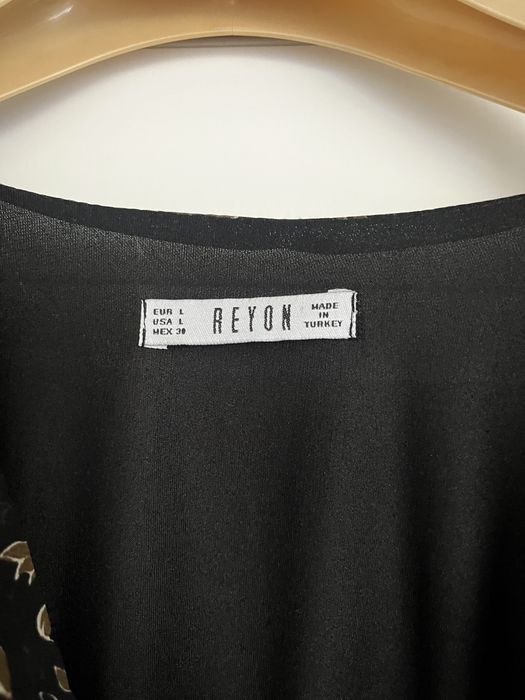 EUR L
USA L
MEX 30
REYON
MADE
IN
TURKEY